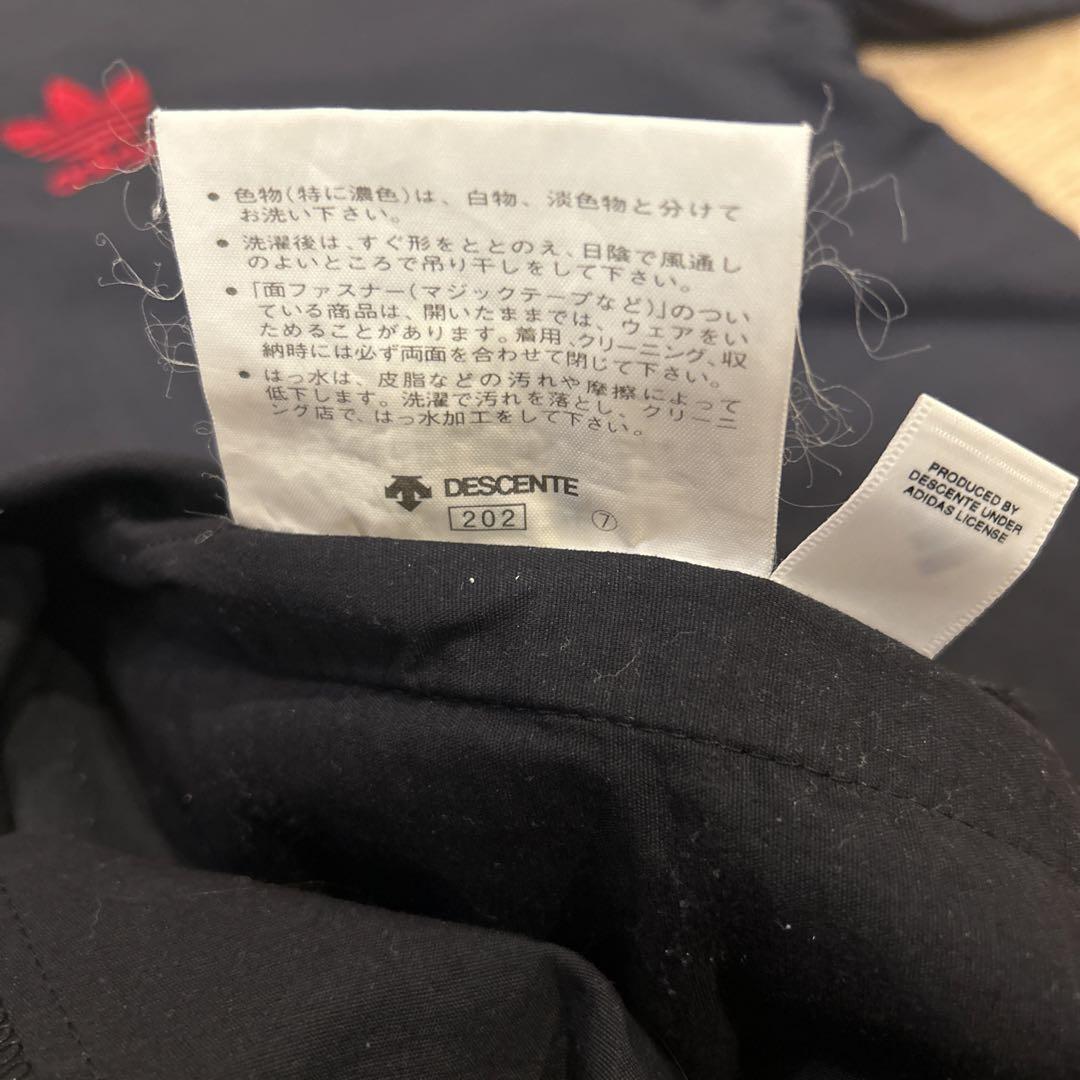 ● 色物(特に濃色)は、白物、淡色物と分けて
お洗い下さい。
● 洗濯後は、すぐ形をととのえ、日陰で風通し
のよいところで吊り干しをして下さい。
● 「面ファスナー(マジックテープなど)」のつい
ている商品は、開いたままでは、ウェアをい
ためることがあります。着用、クリーニング、収
納時には必ず両面を合わせて閉じて下さい。
● はっ水は、皮脂などの汚れや摩擦によって
低下します。洗濯で汚れを落とし、クリーニ
ング店で、はっ水加工をして下さい。
DESCENTE
202 ⑦
PRODUCED BY
DESCENTE UNDER
ADIDAS LICENSE